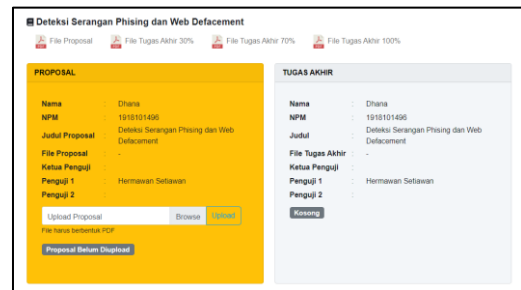 Deteksi Serangan Phising dan Web Defacement
File Proposal File Tugas Akhir 30% File Tugas Akhir 70% File Tugas Akhir 100%
PROPOSAL
Nama : Dhana
NPM : 1918101496
Judul Proposal : Deteksi Serangan Phising dan Web
Defacement
File Proposal : -
Ketua Penguji :
Penguji 1 : Hermawan Setiawan
Penguji 2 :
Upload Proposal Browse Upload
File harus berbentuk PDF
Proposal Belum Diupload
TUGAS AKHIR
Nama : Dhana
NPM : 1918101496
Judul : Deteksi Serangan Phising dan Web
Defacement
File Tugas Akhir : -
Ketua Penguji :
Penguji 1 : Hermawan Setiawan
Penguji 2 :
Kosong